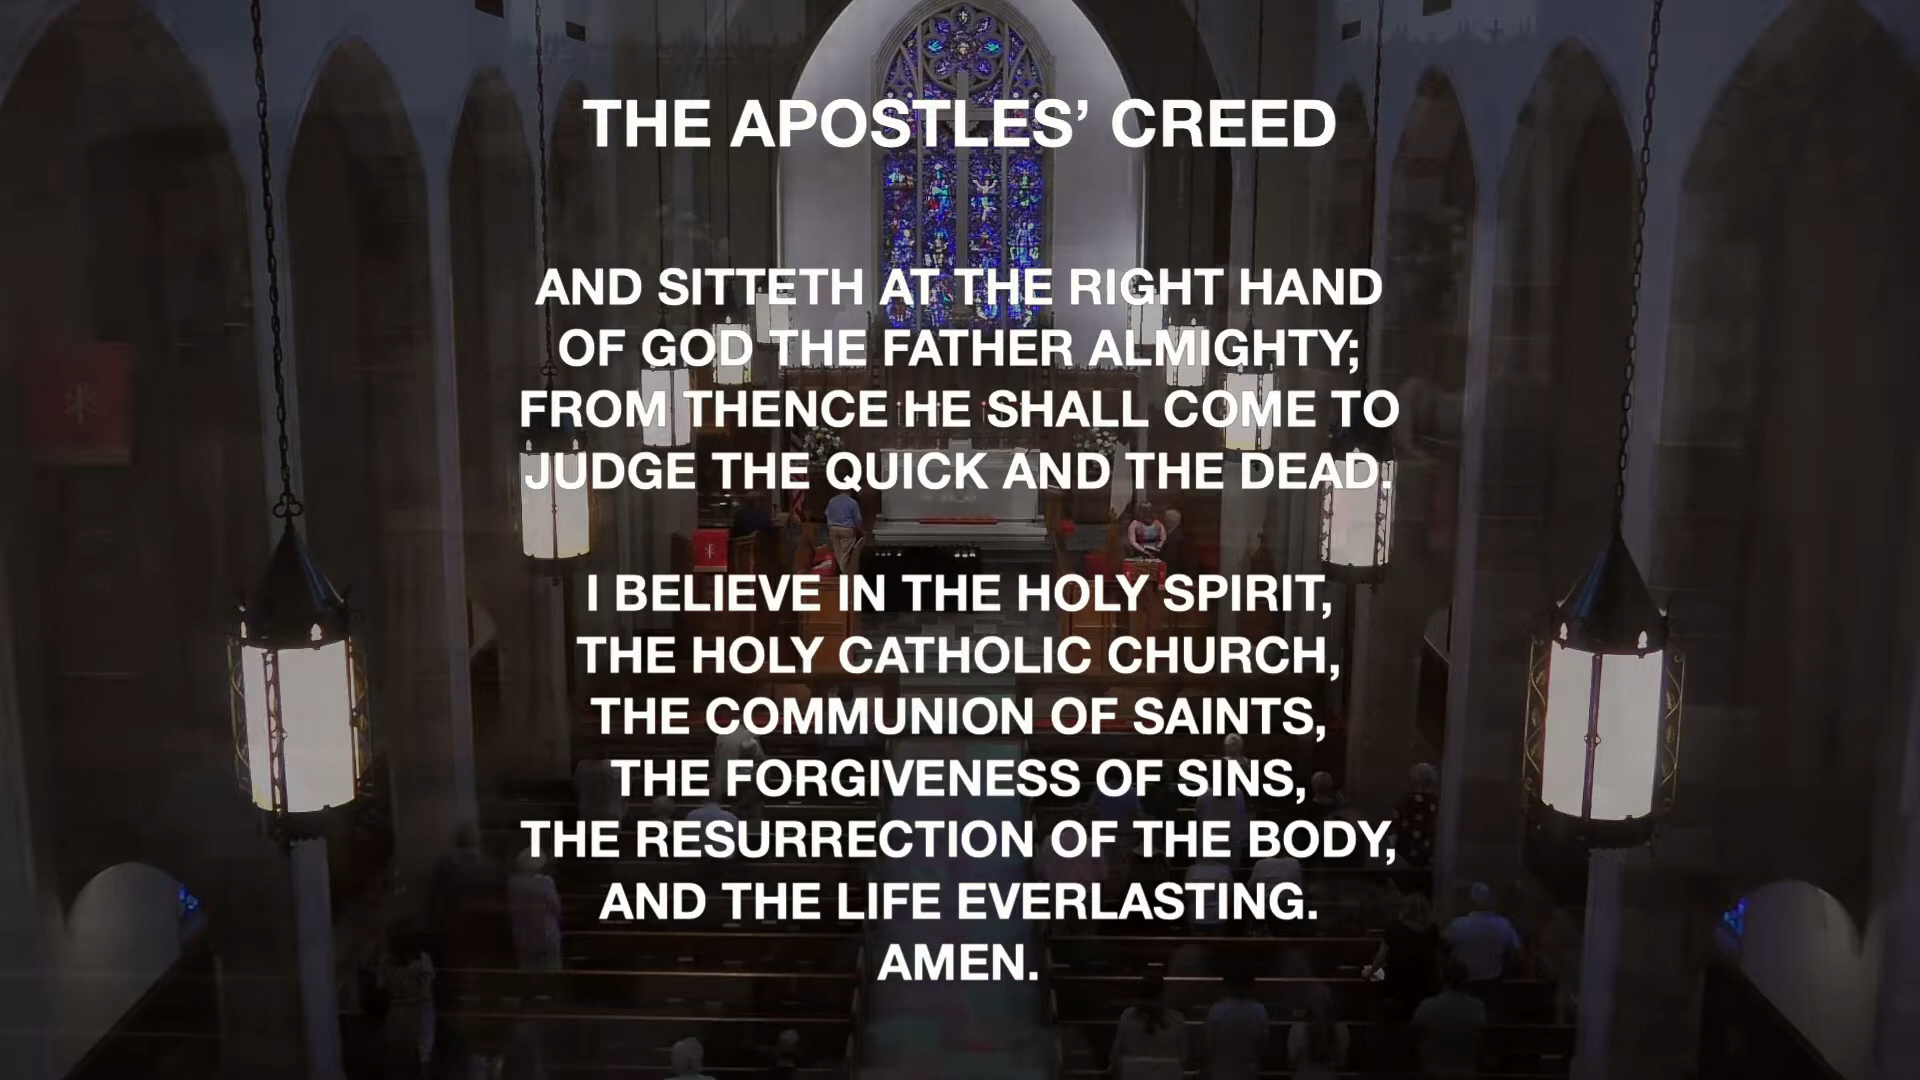 THE APOSTLES’ CREED
AND SITTETH AT THE RIGHT HAND
OF GOD THE FATHER ALMIGHTY;
FROM THENCE HE SHALL COME TO
JUDGE THE QUICK AND THE DEAD.
I BELIEVE IN THE HOLY SPIRIT,
THE HOLY CATHOLIC CHURCH,
THE COMMUNION OF SAINTS,
THE FORGIVENESS OF SINS,
THE RESURRECTION OF THE BODY,
AND THE LIFE EVERLASTING.
AMEN.